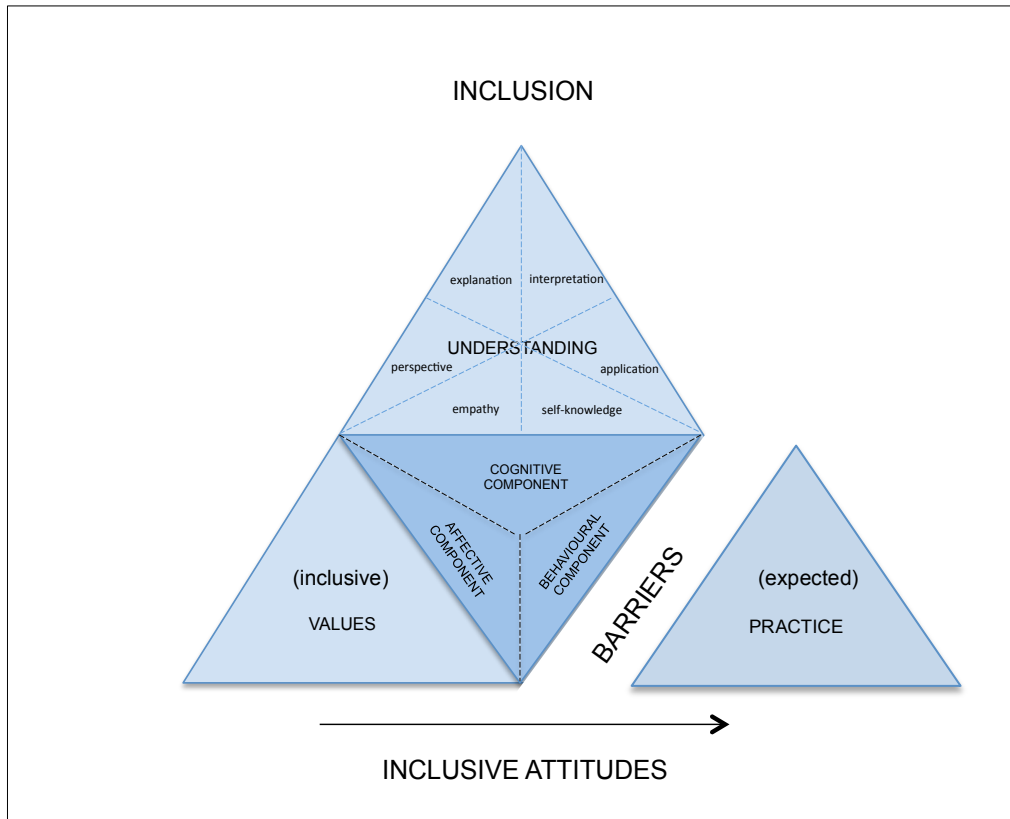 INCLUSION
explanation
interpretation
UNDERSTANDING
perspective
application
empathy
self-knowledge
COGNITIVE
COMPONENT
AFFECTIVE
COMPONENT
BEHAVIOURAL
COMPONENT
(inclusive)
VALUES
BARRIERS
(expected)
PRACTICE
INCLUSIVE ATTITUDES